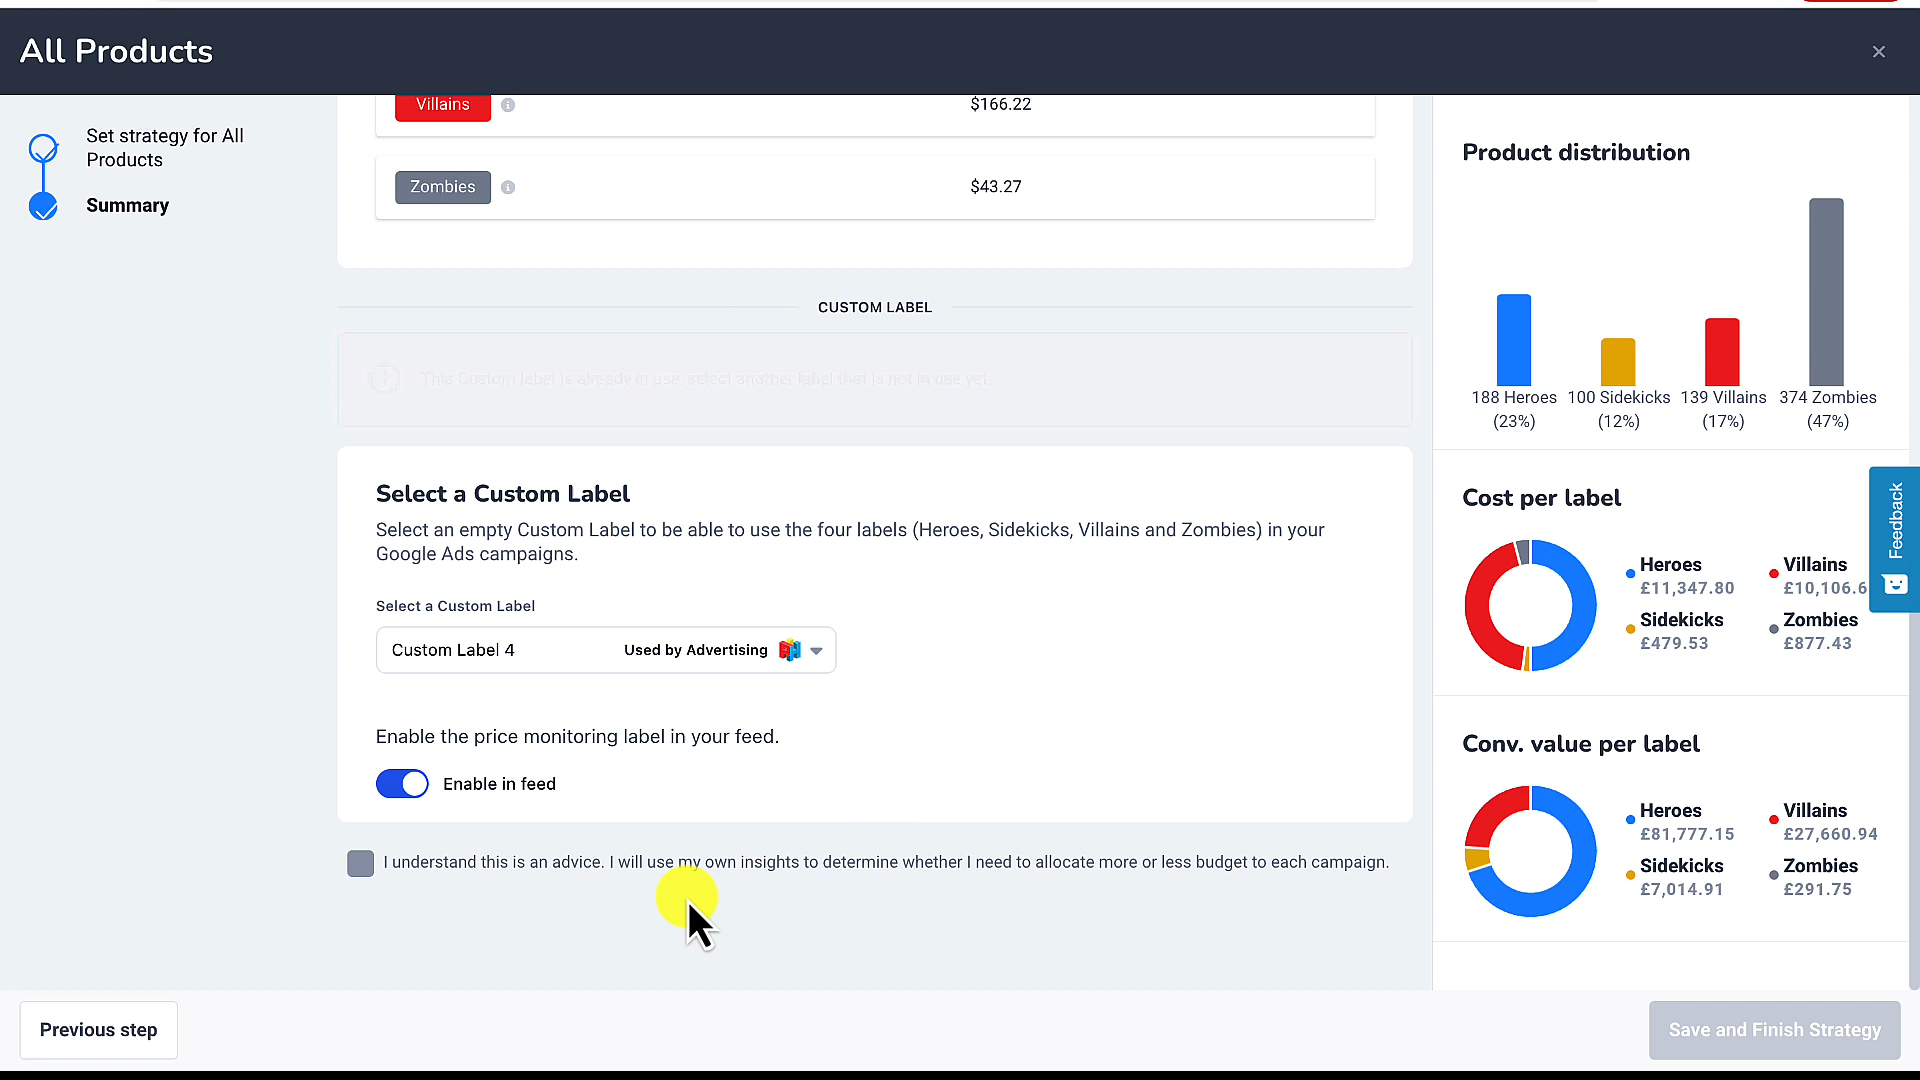 All Products
Set strategy for All
Products
Summary
Villains
$166.22
Zombies
$43.27
CUSTOM LABEL
This Custom label is already in use, select another label that is not in use yet.
Select a Custom Label
Select an empty Custom Label to be able to use the four labels (Heroes, Sidekicks, Villains and Zombies) in your
Google Ads campaigns.
Select a Custom Label
Custom Label 4
Used by Advertising
Enable the price monitoring label in your feed.
Enable in feed
I understand this is an advice. I will use my own insights to determine whether I need to allocate more or less budget to each campaign.
Product distribution
188 Heroes
(23%)
100 Sidekicks
(12%)
139 Villains
(17%)
374 Zombies
(47%)
Cost per label
Heroes
£11,347.80
Villains
£10,106.6
Sidekicks
£479.53
Zombies
£877.43
Feedback
Conv. value per label
Heroes
£81,777.15
Villains
£27,660.94
Sidekicks
£7,014.91
Zombies
£291.75
Previous step
Save and Finish Strategy